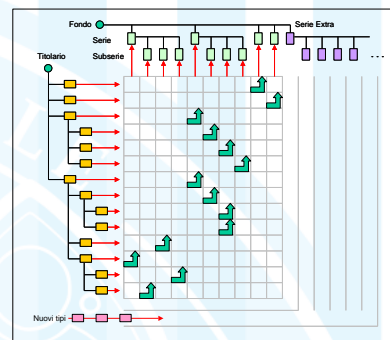 Fondo
Serie Extra
Serie
Subserie
Titolario
...
Nuovi tipi